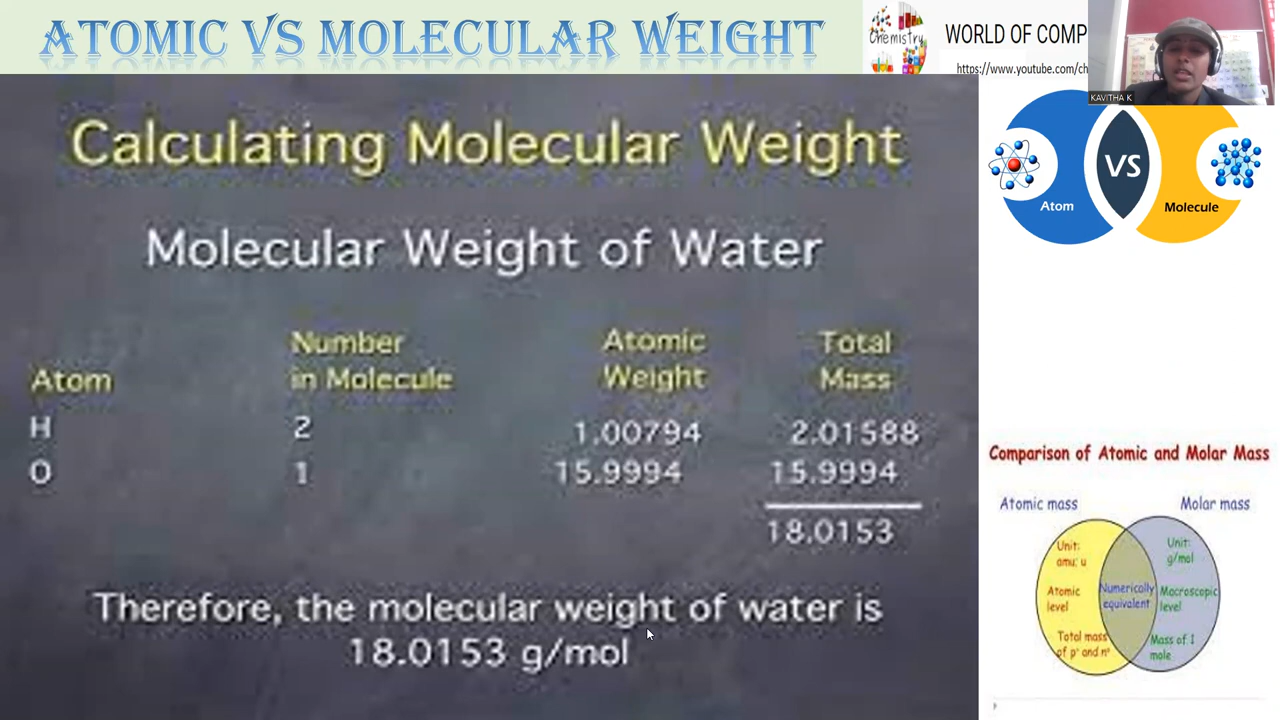 ATOMIC VS MOLECULAR WEIGHT
Chemistry
WORLD OF COMP
https://www.youtube.com/ch
KAVITHA K
Calculating Molecular Weight
Molecular Weight of Water
Atom Number in Molecule Atomic Weight Total Mass
H 2 1.00794 2.01588
O 1 15.9994 15.9994
18.0153
Therefore, the molecular weight of water is
18.0153 g/mol
VS
Atom
Molecule
Comparison of Atomic and Molar Mass
Atomic mass Molar mass
Unit:
amu; u
Atomic
level
Total mass
of p⁺ and n°
Numerically
equivalent
Unit:
g/mol
Macroscopic
level
Mass of 1
mole